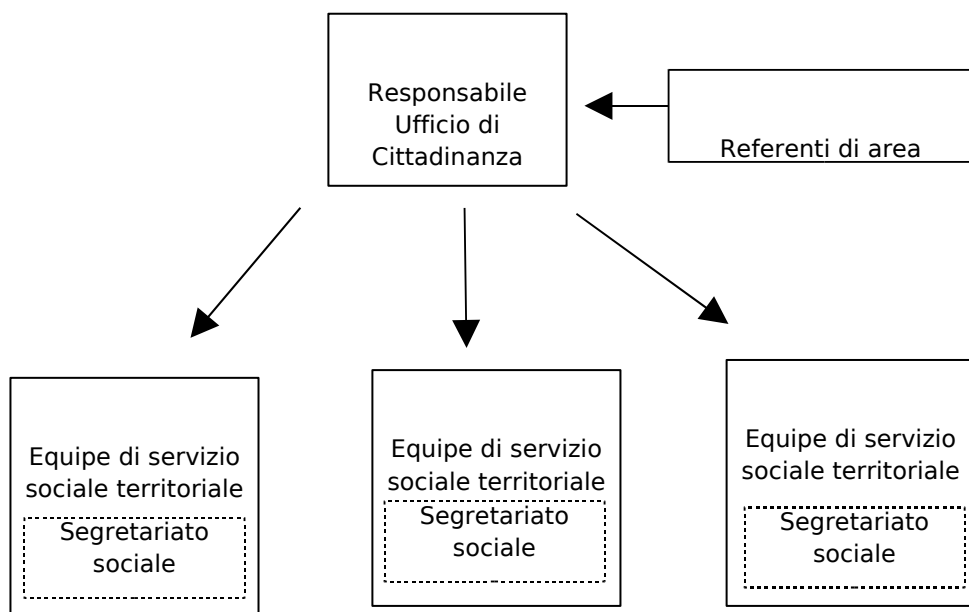 Responsabile
Ufficio di
Cittadinanza
Referenti di area
Equipe di servizio
sociale territoriale
Segretariato
sociale
Equipe di servizio
sociale territoriale
Segretariato
sociale
Equipe di servizio
sociale territoriale
Segretariato
sociale